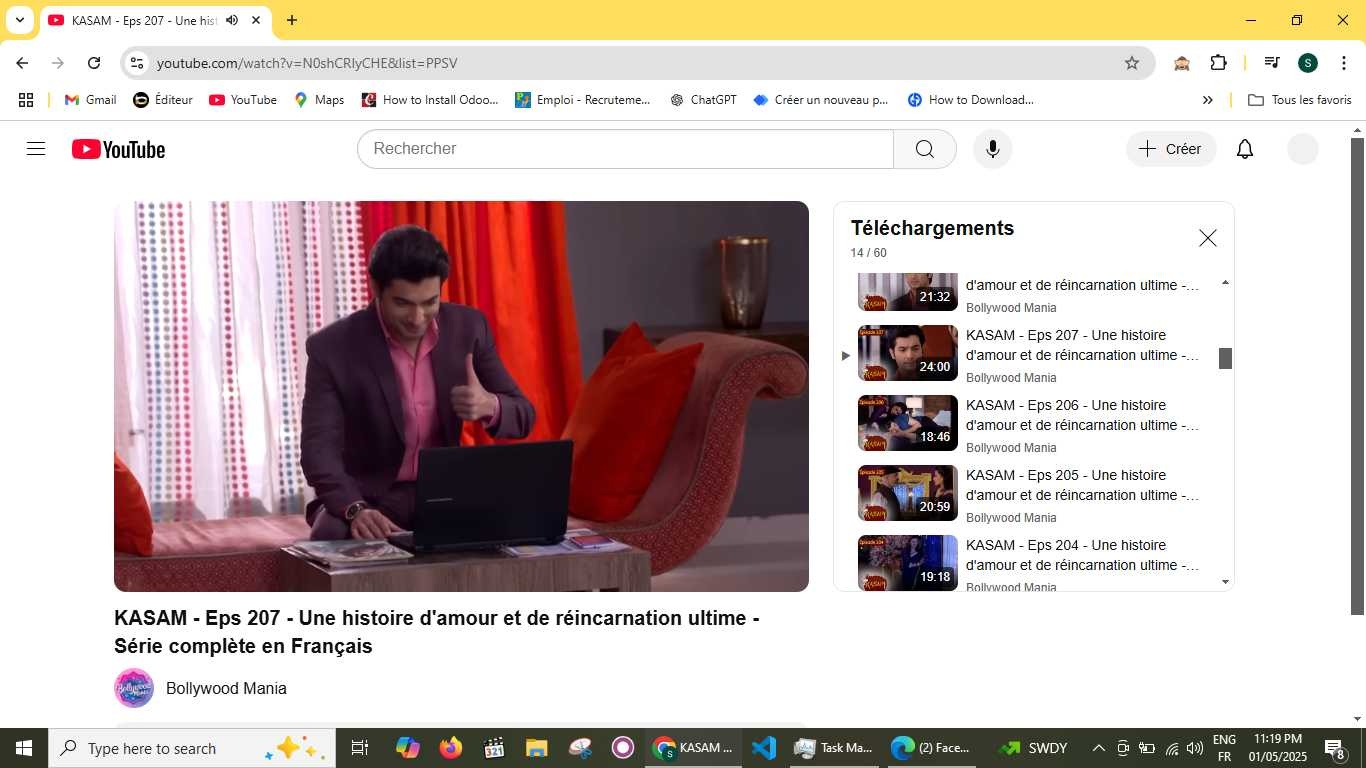 KASAM - Eps 207 - Une hist
youtube.com/watch?v=N0shCRIyCHE&list=PPSV
S
Gmail
Éditeur
YouTube
Maps
How to Install Odoo...
Emploi - Recruteme...
ChatGPT
Créer un nouveau p...
How to Download...
Tous les favoris
YouTube
Rechercher
Créer
Téléchargements
14 / 60
21:32
d'amour et de réincarnation ultime -...
Bollywood Mania
24:00
KASAM - Eps 207 - Une histoire
d'amour et de réincarnation ultime -...
Bollywood Mania
18:46
KASAM - Eps 206 - Une histoire
d'amour et de réincarnation ultime -...
Bollywood Mania
20:59
KASAM - Eps 205 - Une histoire
d'amour et de réincarnation ultime -...
Bollywood Mania
19:18
KASAM - Eps 204 - Une histoire
d'amour et de réincarnation ultime -...
Bollywood Mania
KASAM - Eps 207 - Une histoire d'amour et de réincarnation ultime -
Série complète en Français
Bollywood Mania
Type here to search
KASAM ...
Task Ma...
(2) Face...
SWDY
ENG
FR
11:19 PM
01/05/2025
8